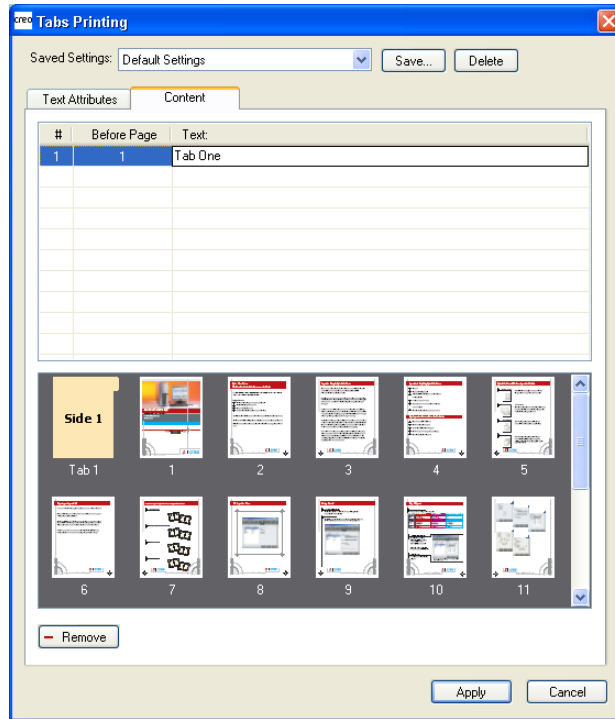 creo Tabs Printing
Saved Settings: Default Settings Save... Delete
Text Attributes Content
# Before Page Text:
1 1 Tab One
Side 1
Tab 1 1 2 3 4 5
6 7 8 9 10 11
Remove
Apply Cancel